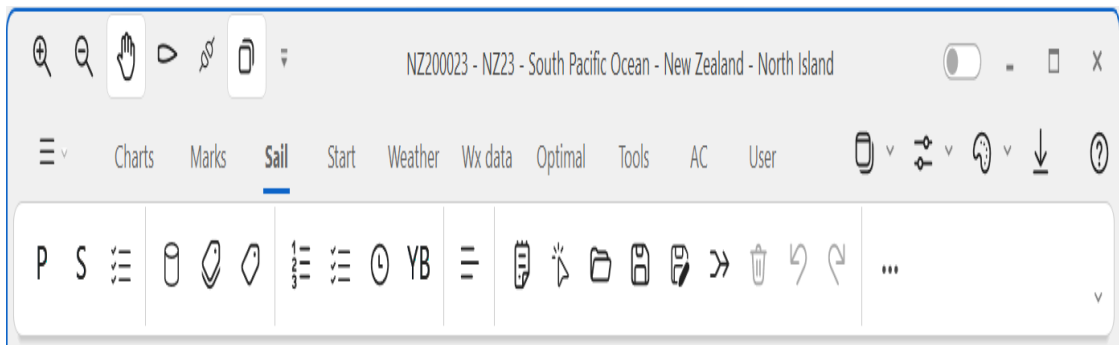 NZ200023 - NZ23 - South Pacific Ocean - New Zealand - North Island
Charts Marks Sail Start Weather Wx data Optimal Tools AC User
P S YB